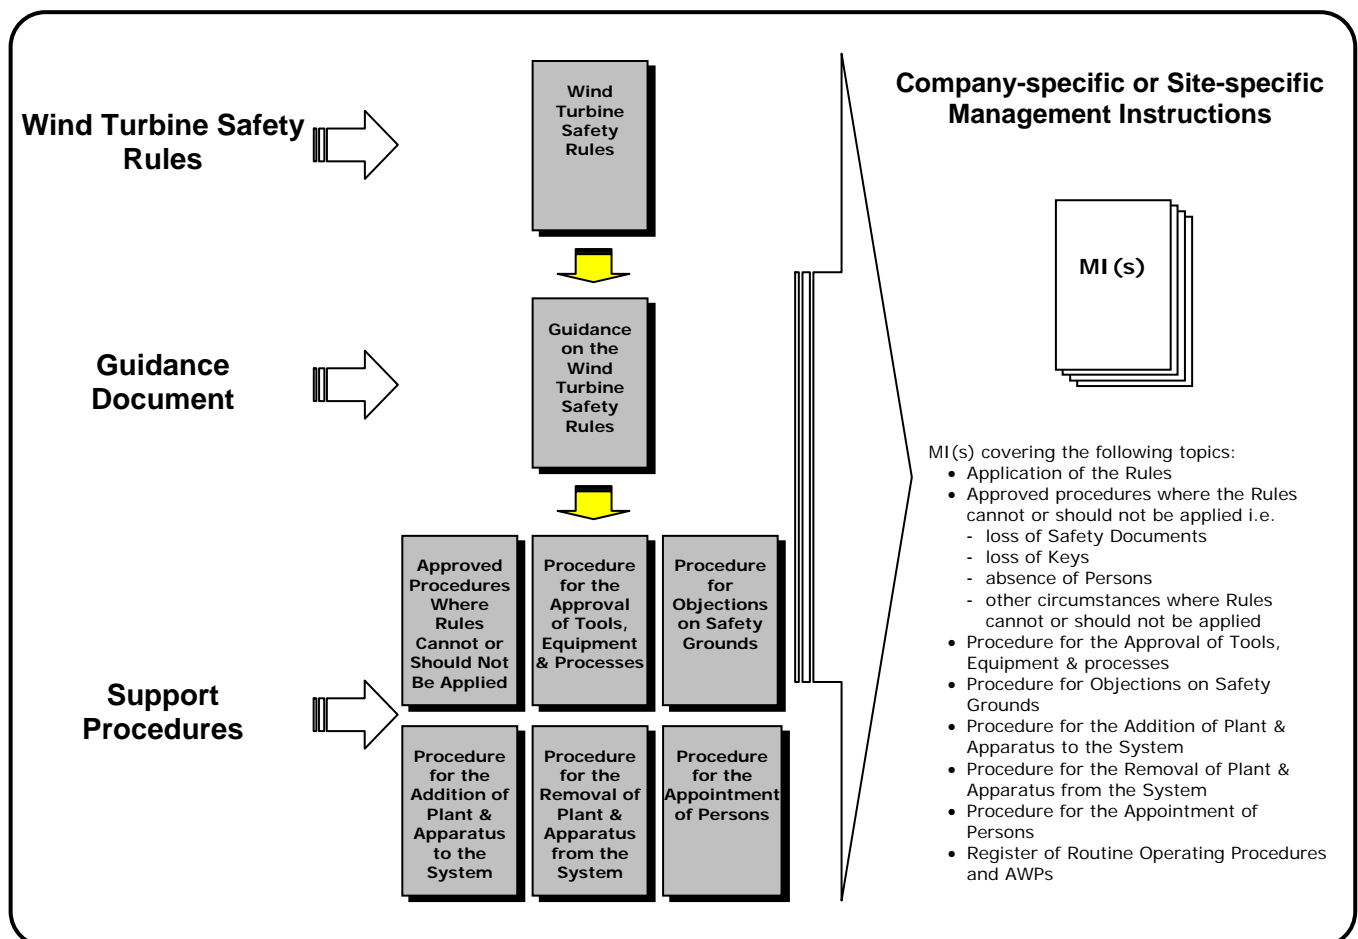 Wind Turbine Safety
Rules
Wind
Turbine
Safety
Rules
Guidance
Document
Guidance
on the
Wind
Turbine
Safety
Rules
Support
Procedures
Approved
Procedures
Where
Rules
Cannot or
Should Not
Be Applied
Procedure
for the
Approval
of Tools,
Equipment
& Processes
Procedure
for
Objections
on Safety
Grounds
Procedure
for the
Addition of
Plant &
Apparatus
to the
System
Procedure
for the
Removal of
Plant &
Apparatus
from the
System
Procedure
for the
Appointment
of Persons
Company-specific or Site-specific
Management Instructions
MI(s)
MI(s) covering the following topics:
• Application of the Rules
• Approved procedures where the Rules
cannot or should not be applied i.e.
- loss of Safety Documents
- loss of Keys
- absence of Persons
- other circumstances where Rules
cannot or should not be applied
• Procedure for the Approval of Tools,
Equipment & processes
• Procedure for Objections on Safety
Grounds
• Procedure for the Addition of Plant &
Apparatus to the System
• Procedure for the Removal of Plant &
Apparatus from the System
• Procedure for the Appointment of
Persons
• Register of Routine Operating Procedures
and AWPs